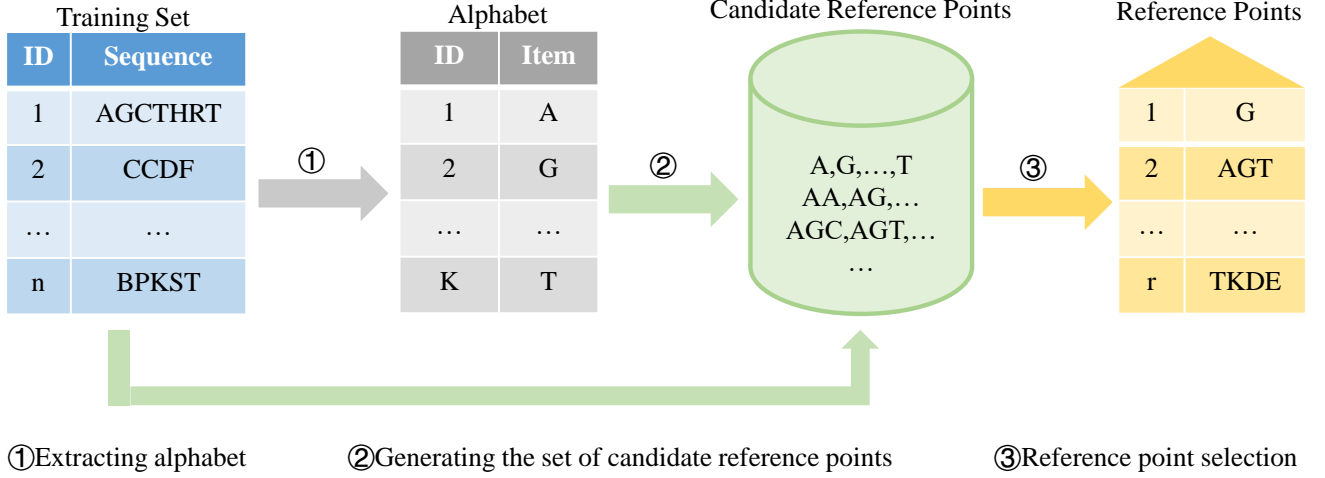 Training Set
Alphabet
Candidate Reference Points
Reference Points
ID Sequence
1 AGCTHRT
2 CCDF
… …
n BPKST
①
ID Item
1 A
2 G
… …
K T
②
A,G,…,T
AA,AG,…
AGC,AGT,…
…
③
1 G
2 AGT
… …
r TKDE
①Extracting alphabet
②Generating the set of candidate reference points
③Reference point selection